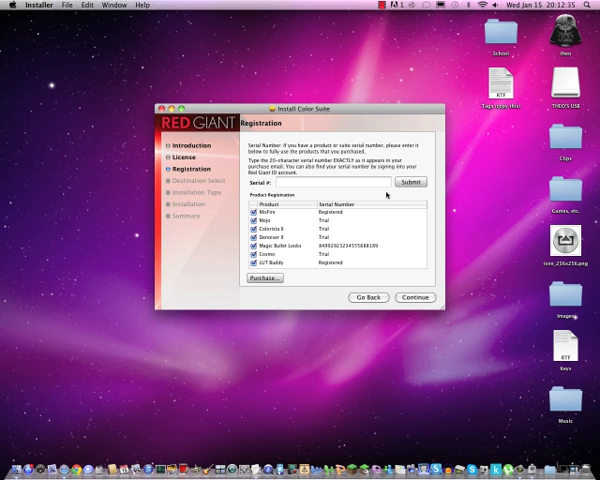 Installer File Edit Window Help
1 Wed Jan 15 20:12:35
School
theo
Tags (copy this)
THEO'S USB
Clips
Games, etc.
icon_256x256.png
Images
Keys
Music
Install Color Suite
RED GIANT Registration
Introduction
License
Registration
Destination Select
Installation Type
Installation
Summary
Serial Number: If you have a product or suite serial number, please enter it
below to fully use the products that you purchased.
Type the 20-character serial number EXACTLY as it appears in your
purchase email. You can also find your serial number by signing into your
Red Giant ID account.
Serial #: Submit
Product Registration
Product Serial Number
MisFire Registered
Mojo Trial
Colorista II Trial
Denoiser II Trial
Magic Bullet Looks
Cosmo Trial
LUT Buddy Registered
Purchase...
Go Back Continue